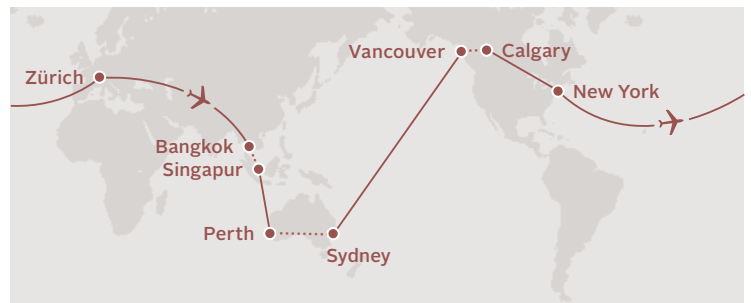 Vancouver
Calgary
Zürich
New York
Bangkok
Singapur
Perth
Sydney